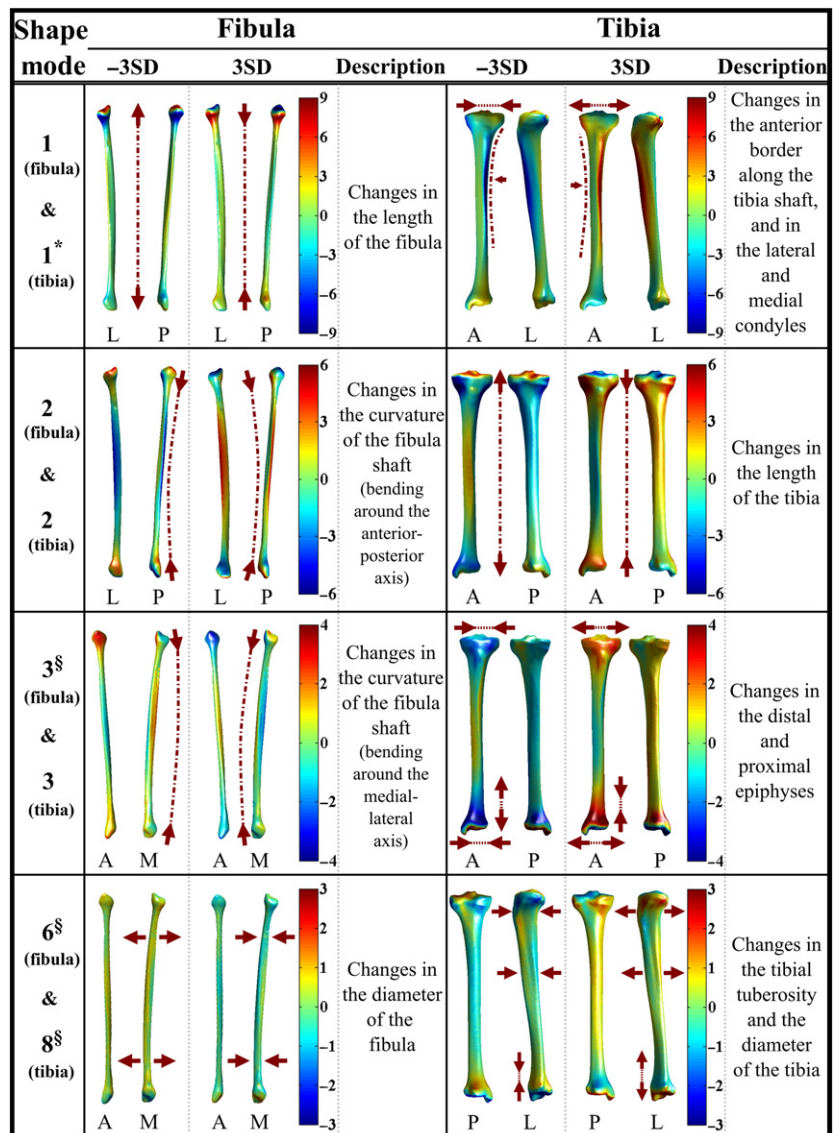 Shape mode
Fibula
Tibia
−3SD
3SD
Description
−3SD
3SD
Description
1
(fibula)
&
1*
(tibia)
L
P
L
P
9
6
3
0
−3
−6
−9
Changes in
the length
of the fibula
A
L
A
L
9
6
3
0
−3
−6
−9
Changes in
the anterior
border
along the
tibia shaft,
and in
the lateral
and
medial
condyles
2
(fibula)
&
2
(tibia)
L
P
L
P
6
3
0
−3
−6
Changes in
the curvature
of the fibula
shaft
(bending
around the
anterior-
posterior
axis)
A
P
A
P
6
3
0
−3
−6
Changes in
the length
of the tibia
3§
(fibula)
&
3
(tibia)
A
M
A
M
4
2
0
−2
−4
Changes in
the curvature
of the fibula
shaft
(bending
around the
medial-
lateral
axis)
A
P
A
P
4
2
0
−2
−4
Changes in
the distal
and
proximal
epiphyses
6§
(fibula)
&
8§
(tibia)
A
M
A
M
3
2
1
0
−1
−2
−3
Changes in
the diameter
of the
fibula
P
L
P
L
3
2
1
0
−1
−2
−3
Changes in
the tibial
tuberosity
and the
diameter
of the tibia